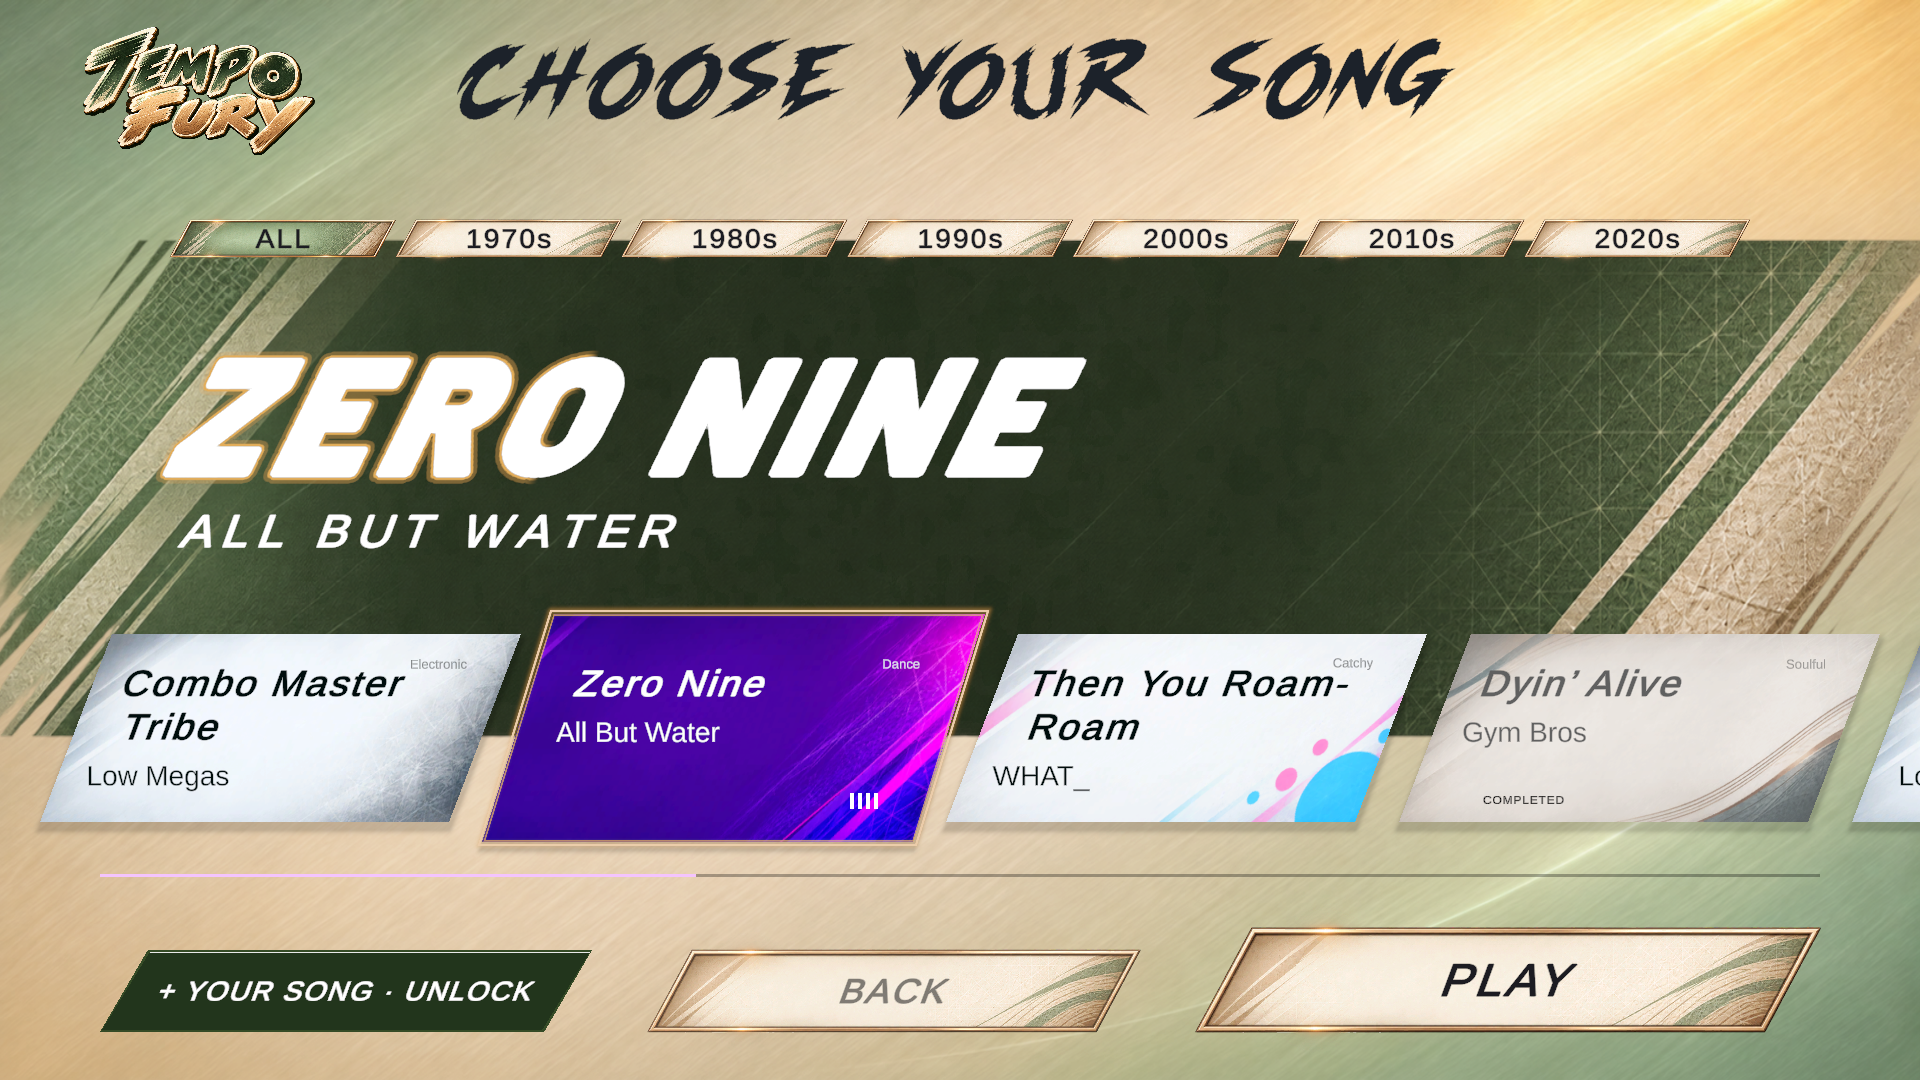 TEMPO
FURY
CHOOSE YOUR SONG
ALL
1970s
1980s
1990s
2000s
2010s
2020s
ZERO NINE
ALL BUT WATER
Combo Master
Tribe
Electronic
Low Megas
Zero Nine
Dance
All But Water
Then You Roam-
Roam
Catchy
WHAT_
Dyin’ Alive
Soulful
Gym Bros
COMPLETED
+ YOUR SONG · UNLOCK
BACK
PLAY